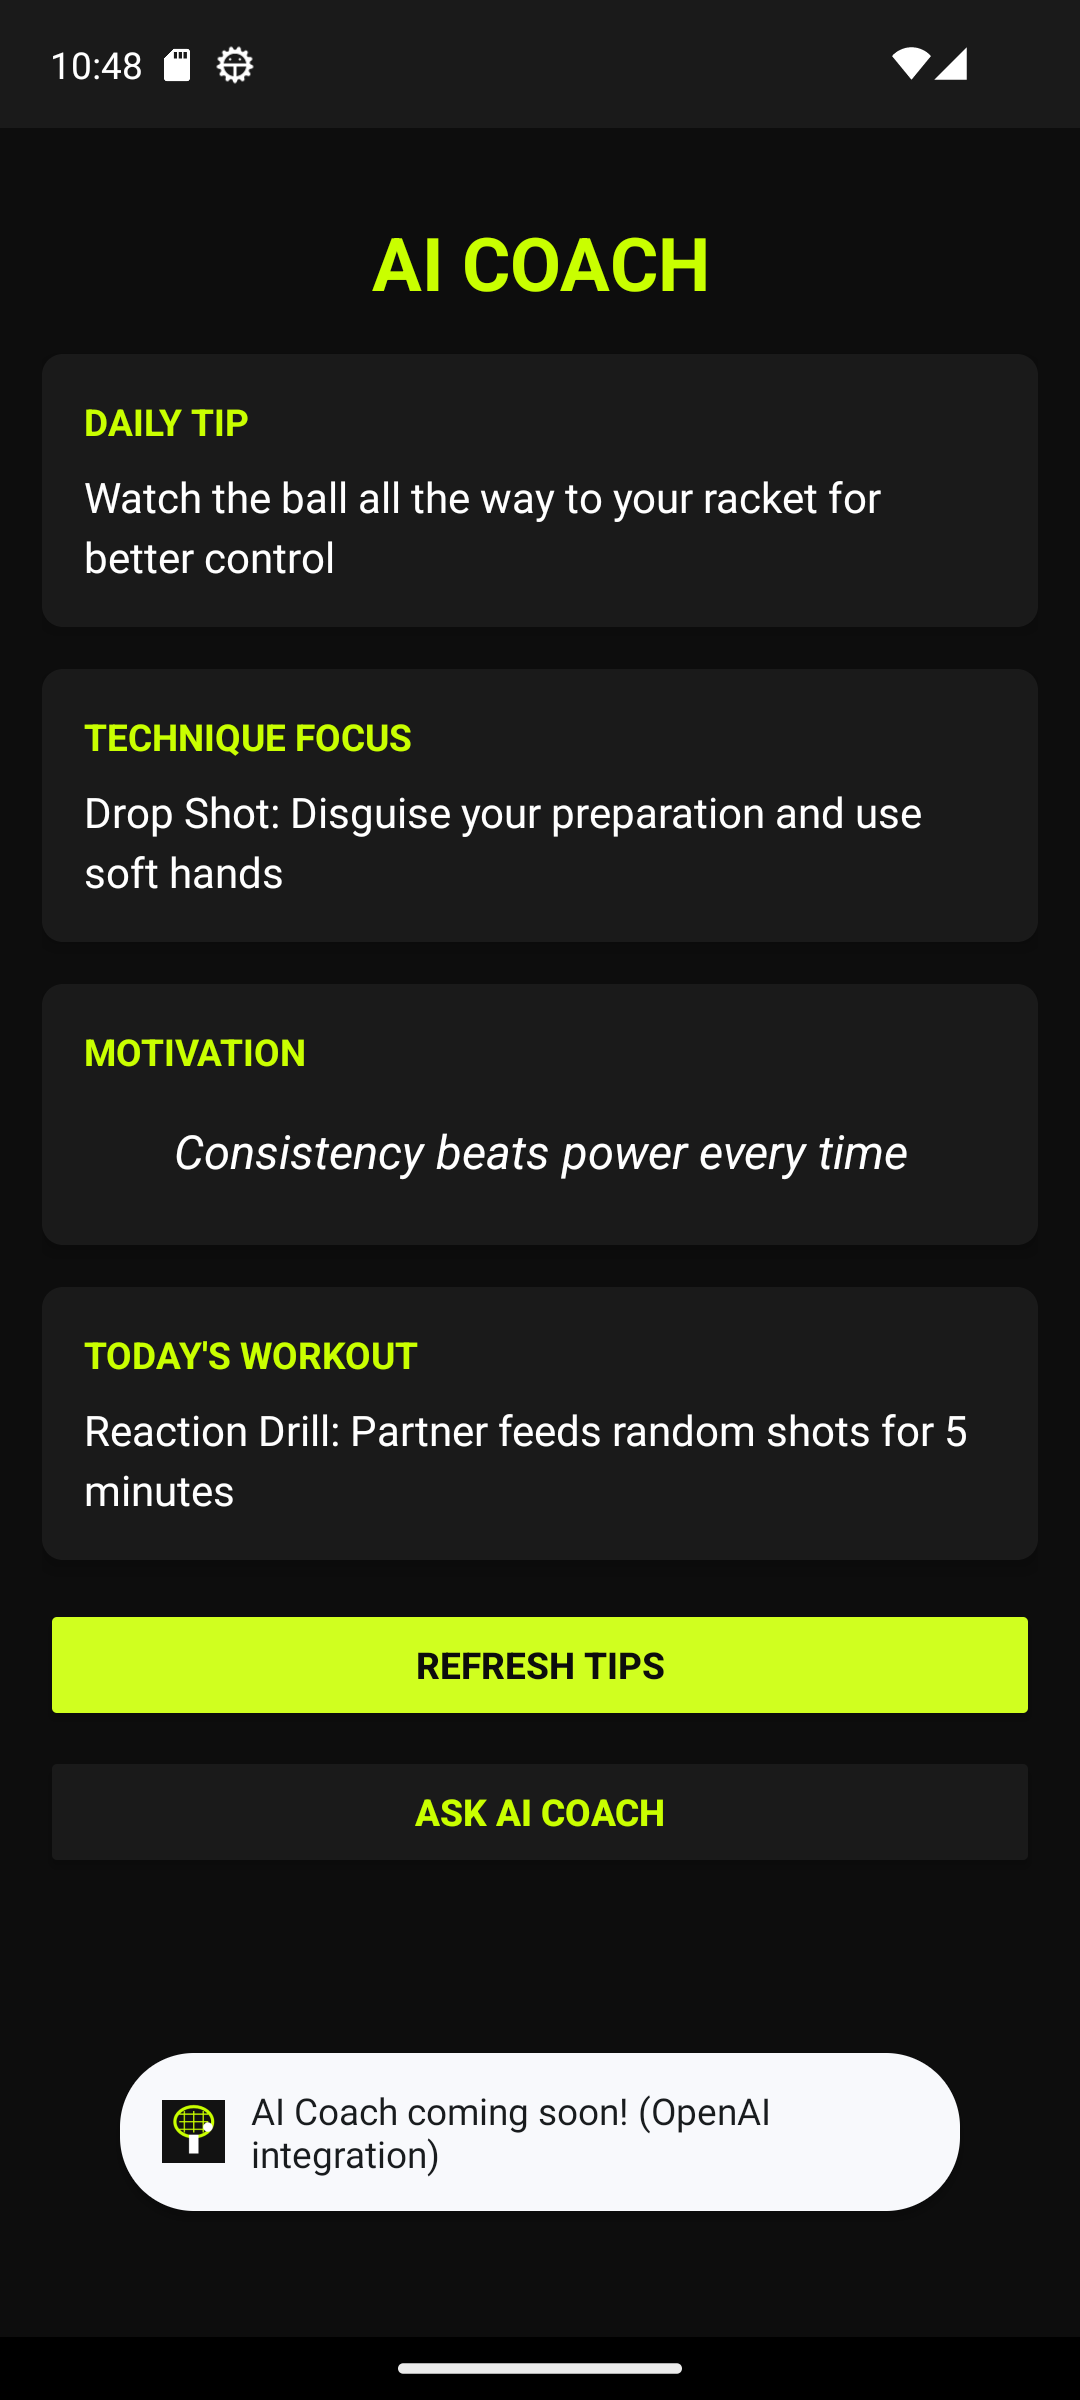 10:48
AI COACH
DAILY TIP
Watch the ball all the way to your racket for
better control
TECHNIQUE FOCUS
Drop Shot: Disguise your preparation and use
soft hands
MOTIVATION
Consistency beats power every time
TODAY'S WORKOUT
Reaction Drill: Partner feeds random shots for 5
minutes
REFRESH TIPS
ASK AI COACH
AI Coach coming soon! (OpenAI
integration)